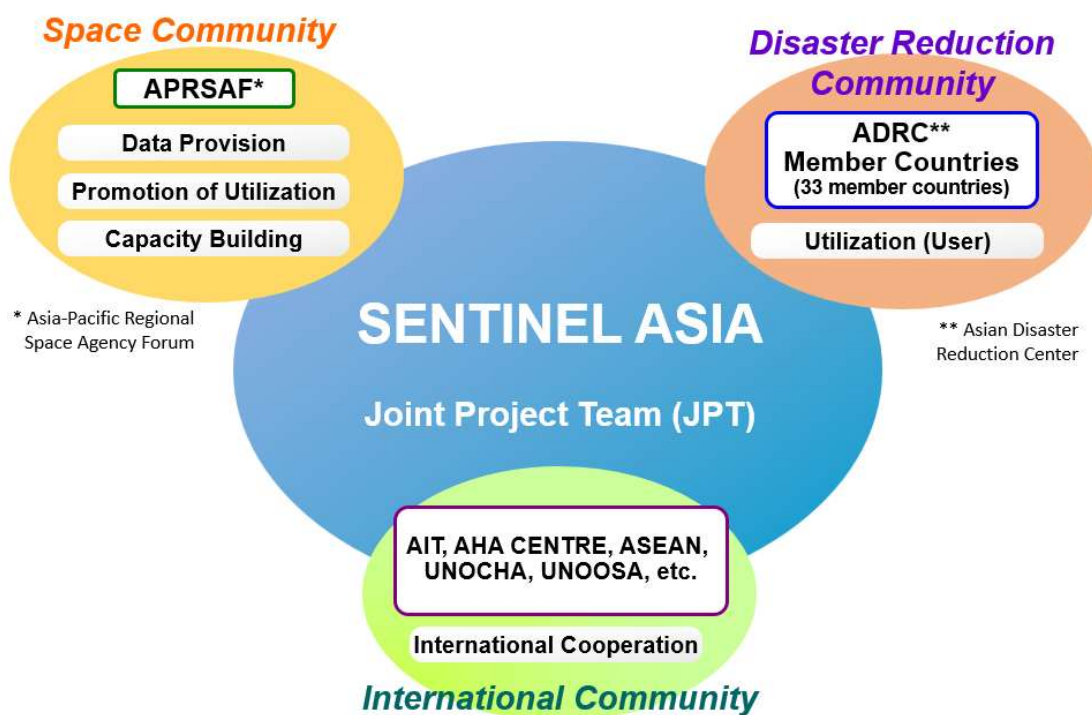 Space Community
APRSAF*
Data Provision
Promotion of Utilization
Capacity Building
* Asia-Pacific Regional
Space Agency Forum
Disaster Reduction
Community
ADRC**
Member Countries
(33 member countries)
Utilization (User)
** Asian Disaster
Reduction Center
SENTINEL ASIA
Joint Project Team (JPT)
AIT, AHA CENTRE, ASEAN,
UNOCHA, UNOOSA, etc.
International Cooperation
International Community